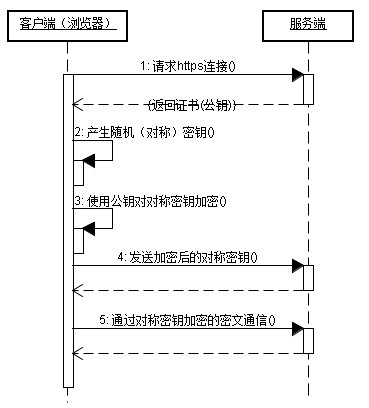 客户端（浏览器） 服务端
1: 请求https连接()
(返回证书(公钥))
2: 产生随机（对称）密钥()
3: 使用公钥对对称密钥加密()
4: 发送加密后的对称密钥()
5: 通过对称密钥加密的密文通信()